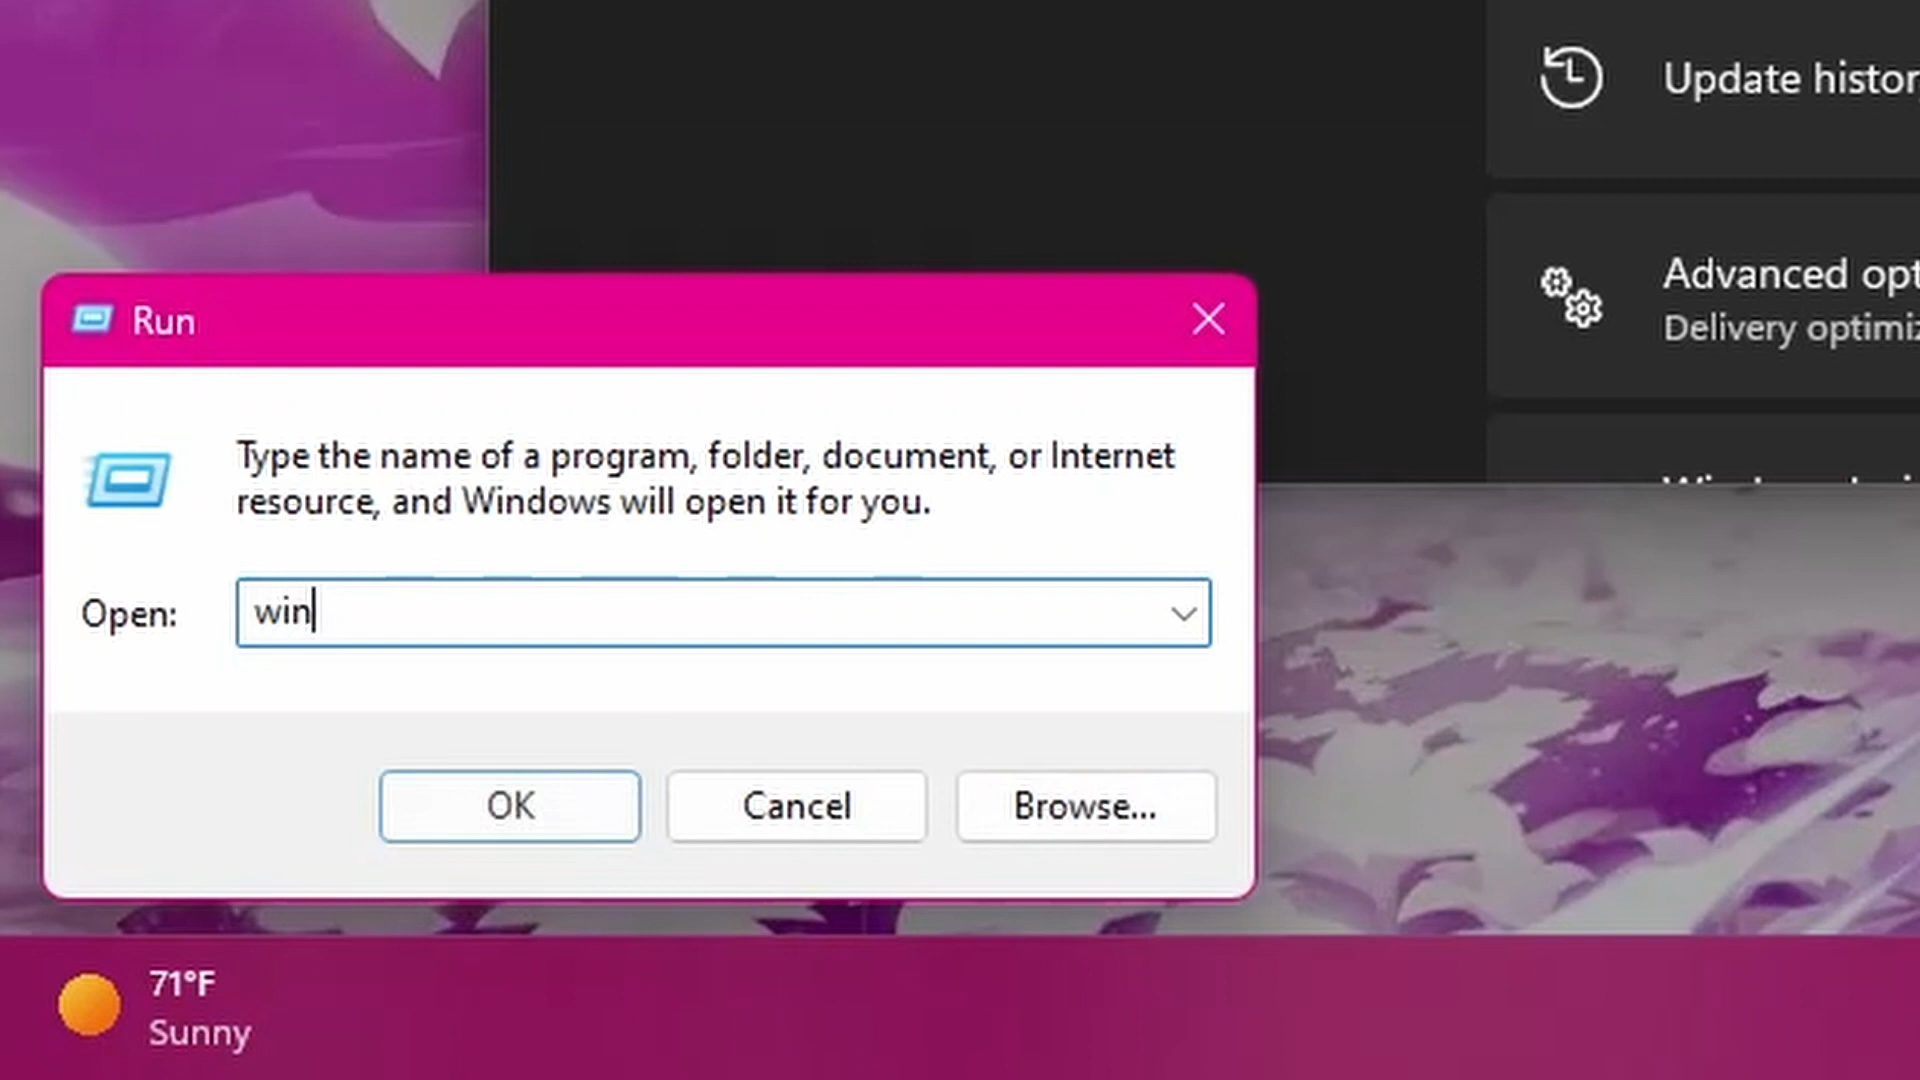 Update histor
Advanced opt
Delivery optimiz
Run
Type the name of a program, folder, document, or Internet
resource, and Windows will open it for you.
Open:
win
OK
Cancel
Browse...
71°F
Sunny